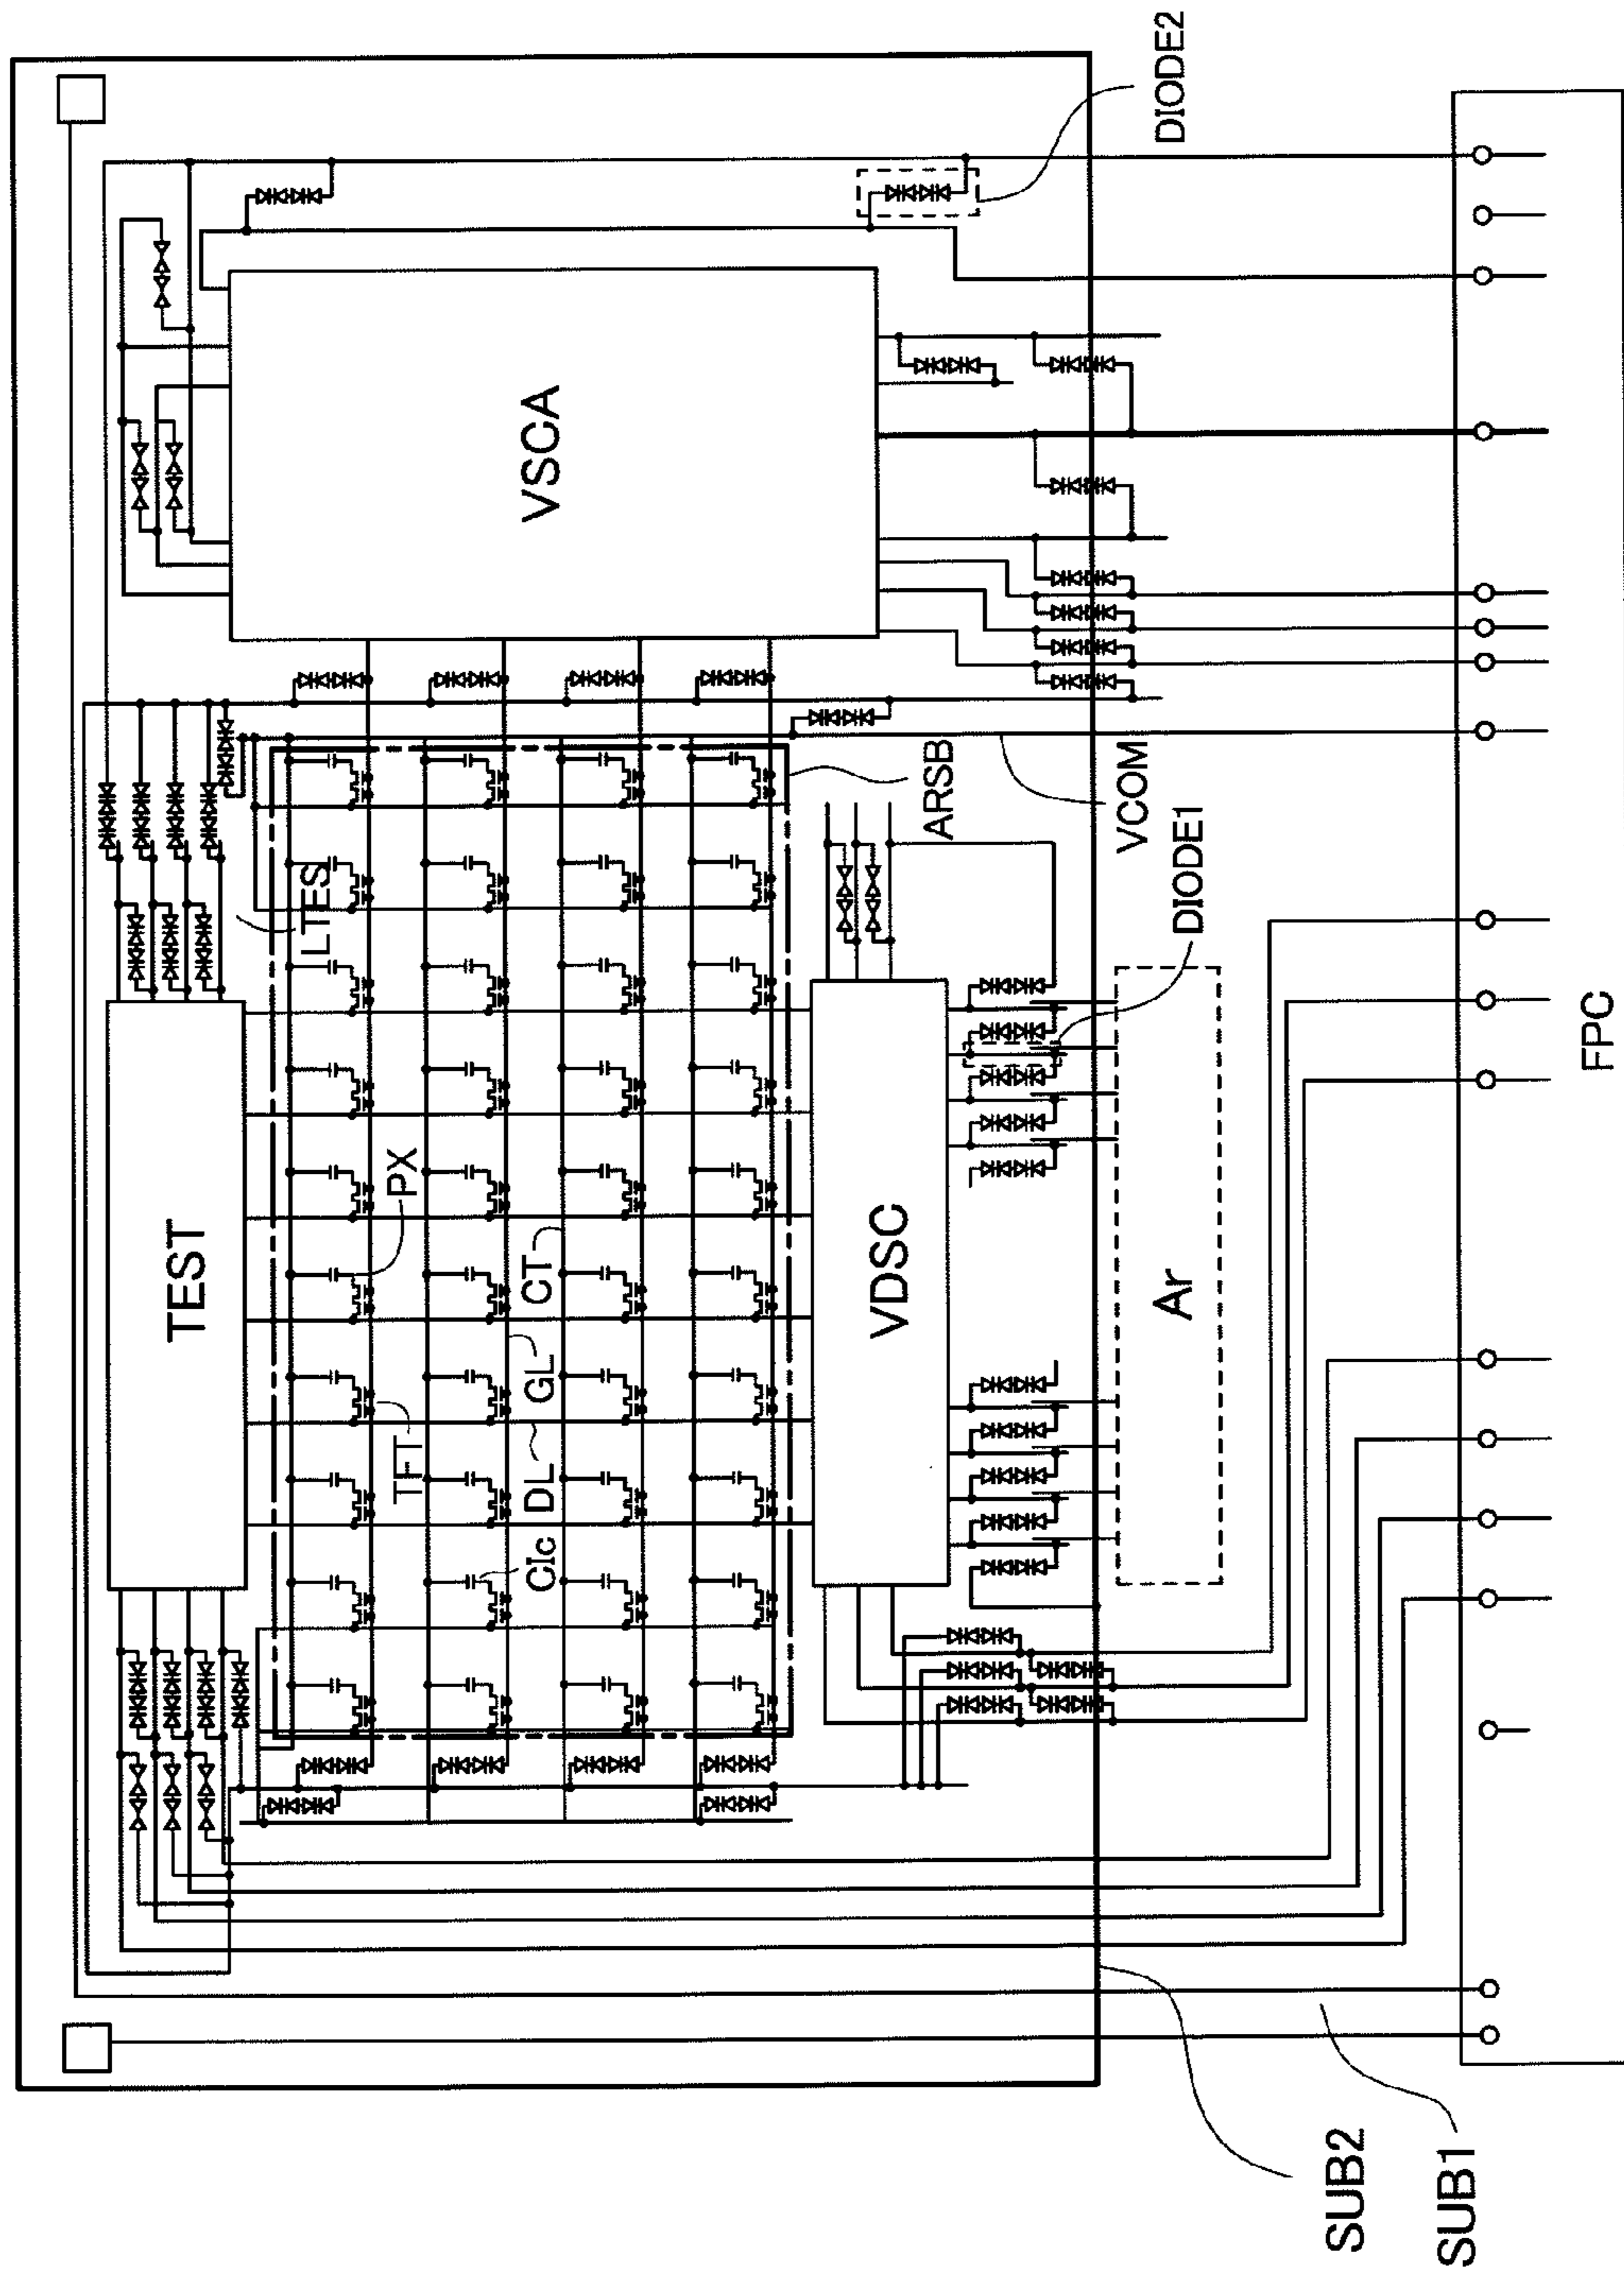 SUB2
SUB1
TEST
Clc
TFT
DL
GL
CT
PX
LTES
VSCA
VDSC
Ar
ARSB
VCOM
DIODE1
DIODE2
FPC